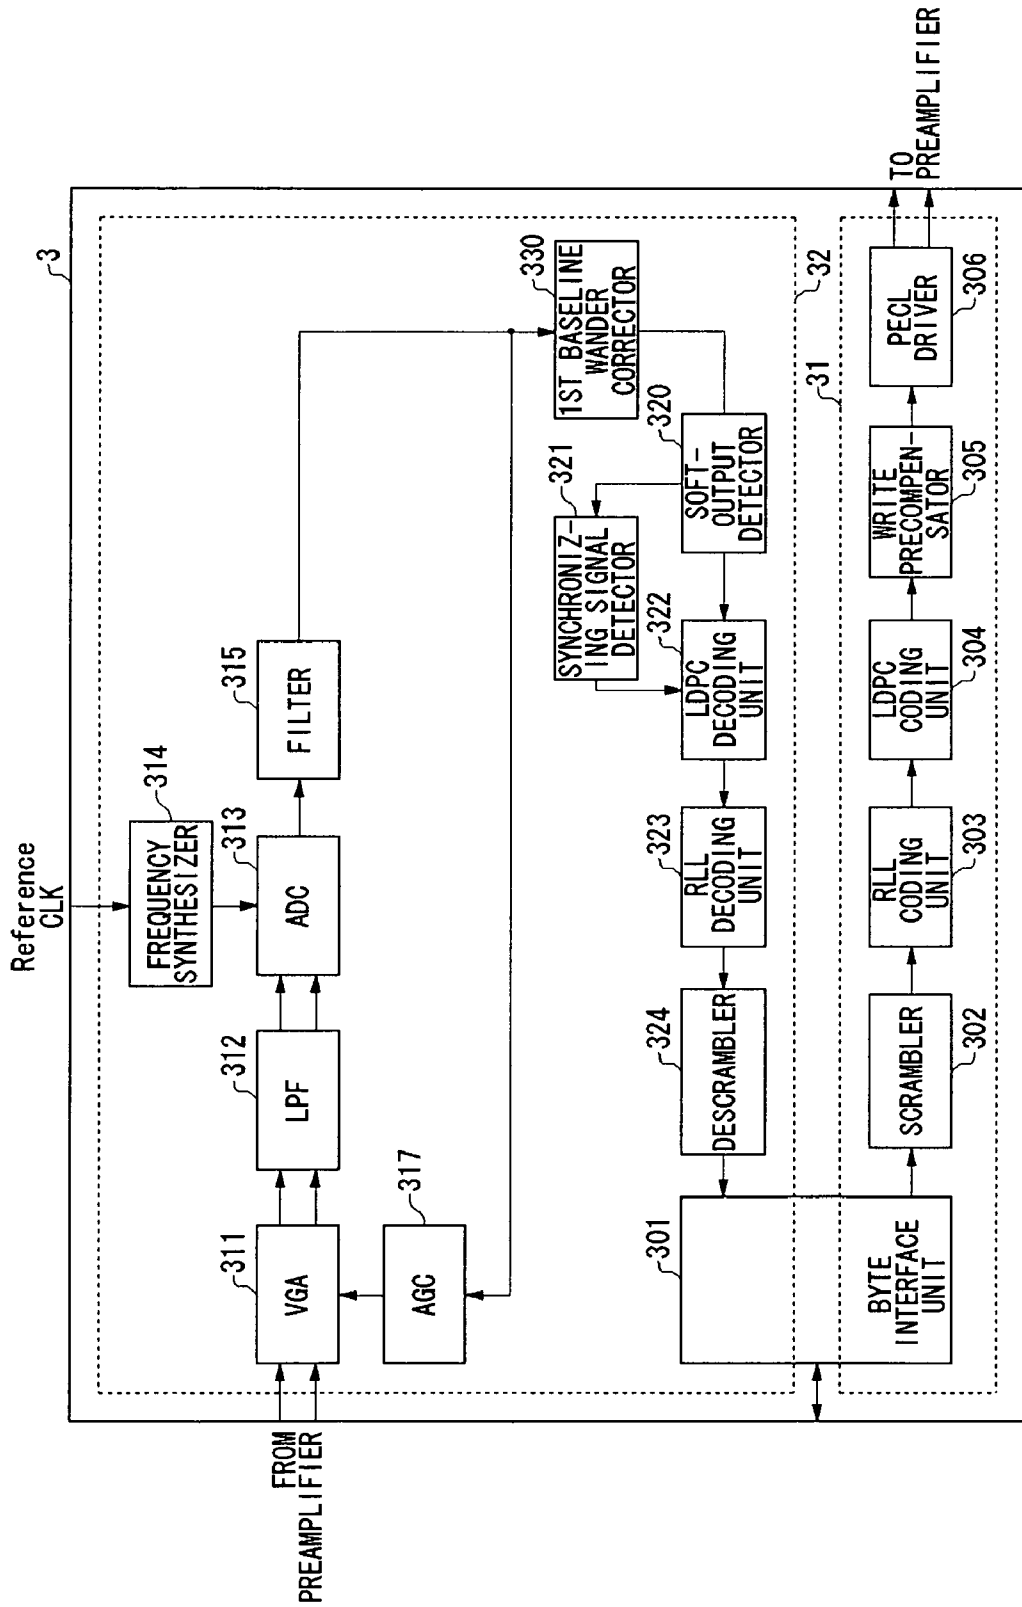 Reference
CLK
3
314
FREQUENCY
SYNTHESIZER
FROM
PREAMPLIFIER
311
VGA
312
LPF
313
ADC
315
FILTER
317
AGC
330
1ST BASELINE
WANDER
CORRECTOR
321
SYNCHRONIZ-
ING SIGNAL
DETECTOR
320
SOFT-
OUTPUT
DETECTOR
322
LDPC
DECODING
UNIT
323
RLL
DECODING
UNIT
324
DESCRAMBLER
301
BYTE
INTERFACE
UNIT
32
31
SCRAMBLER
302
RLL
CODING
UNIT
303
LDPC
CODING
UNIT
304
WRITE
PRECOMPEN-
SATOR
305
PECL
DRIVER
306
TO
PREAMPLIFIER